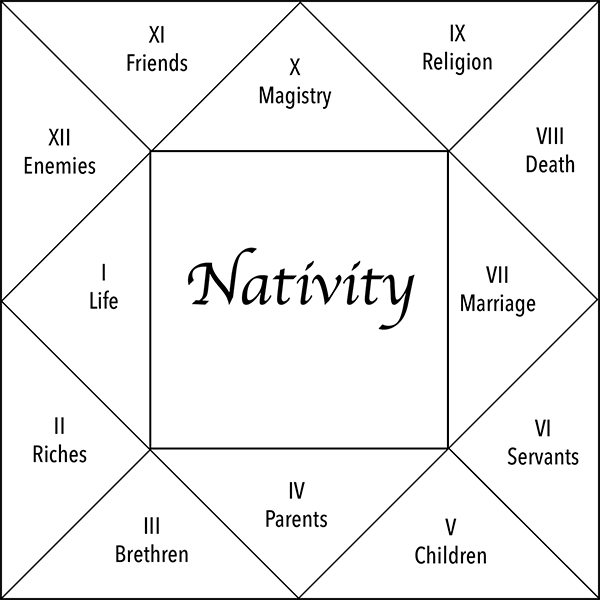 XI
Friends
X
Magistry
IX
Religion
XII
Enemies
VIII
Death
I
Life
Nativity
VII
Marriage
II
Riches
VI
Servants
III
Brethren
IV
Parents
V
Children